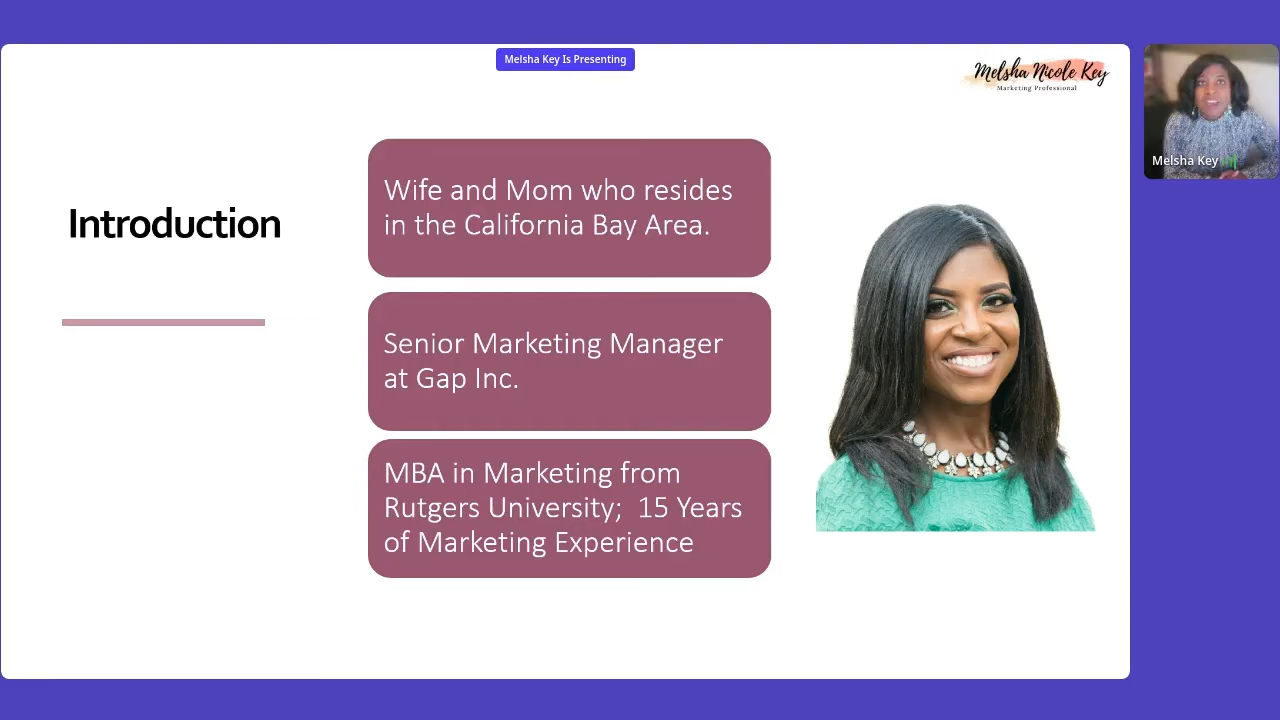 Melsha Key Is Presenting
Melsha Nicole Key
Marketing Professional
Introduction
Wife and Mom who resides
in the California Bay Area.
Senior Marketing Manager
at Gap Inc.
MBA in Marketing from
Rutgers University;  15 Years
of Marketing Experience
Melsha Key